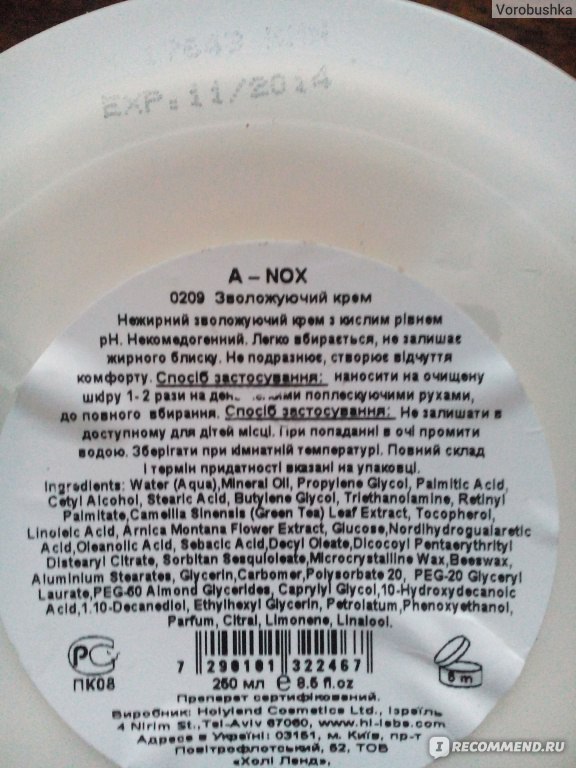 Vorobushka
EXP.:11/2014
A – NOX
0209 Зволожуючий крем
Нежирний зволожуючий крем з кислим рівнем
pH. Некомедогенний. Легко вбирається, не залишає
жирного блиску. Не подразнює, створює відчуття
комфорту. Спосіб застосування: наносити на очищену
шкіру 1- 2 рази на день поплескуючими рухами,
до повного вбирання. Спосіб застосування: Не залишати в
доступному для дітей місці. При попаданні в очі промити
водою. Зберігати при кімнатній температурі. Повний склад
і термін придатності вказані на упаковці.
Ingredients: Water (Aqua),Mineral Oil, Propylene Glycol, Palmitic Acid,
Cetyl Alcohol, Stearic Acid, Butylene Glycol, Triethanolamine, Retinyl
Palmitate,Camellia Sinensis (Green Tea) Leaf Extract, Tocopherol,
Linoleic Acid, Arnica Montana Flower Extract, Glucose,Nordihydroguaiaretic
Acid,Oleanolic Acid, Sebacic Acid,Decyl Oleate,Dicocoyl Pentaerythrityl
Distearyl Citrate, Sorbitan Sesquioleate,Microcrystalline Wax,Beeswax,
Aluminium Stearates, Glycerin,Carbomer,Polysorbate 20, PEG-20 Glyceryl
Laurate,PEG-60 Almond Glycerides, Caprylyl Glycol,10-Hydroxydecanoic
Acid,1.10-Decanediol, Ethylhexyl Glycerin, Petrolatum,Phenoxyethanol,
Parfum, Citral, Limonene, Linalool.
ПК08
7 290101 322467
6 m
250 мл e 8.5 fl.oz
Препарат сертифікований.
Виробник: Holyland Cosmetics Ltd., Ізраїль
4 Nirim St.,Tel-Aviv 67060, www.hl-labs.com
Адреса в Україні: 03151, м. Київ, пр-т
Повітрофлотський, 62, ТОВ
«Холі Ленд»,
IRECOMMEND.RU